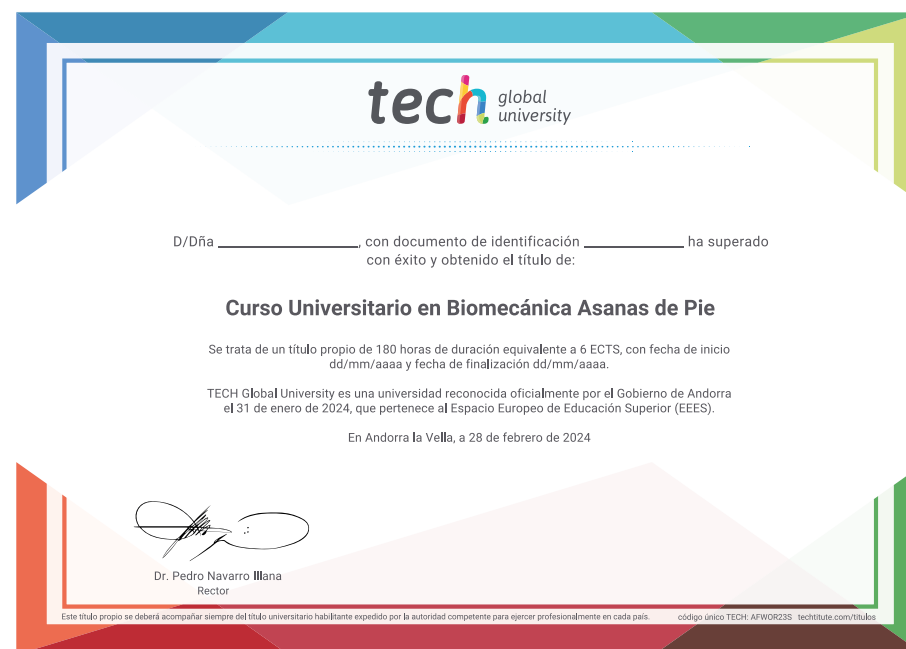 tech global university
D/Dña ____________________, con documento de identificación ______________ ha superado
con éxito y obtenido el título de:
Curso Universitario en Biomecánica Asanas de Pie
Se trata de un título propio de 180 horas de duración equivalente a 6 ECTS, con fecha de inicio
dd/mm/aaaa y fecha de finalización dd/mm/aaaa.
TECH Global University es una universidad reconocida oficialmente por el Gobierno de Andorra
el 31 de enero de 2024, que pertenece al Espacio Europeo de Educación Superior (EEES).
En Andorra la Vella, a 28 de febrero de 2024
Dr. Pedro Navarro Illana
Rector
Este título propio se deberá acompañar siempre del título universitario habilitante expedido por la autoridad competente para ejercer profesionalmente en cada país. código único TECH: AFWOR23S techtitute.com/titulos